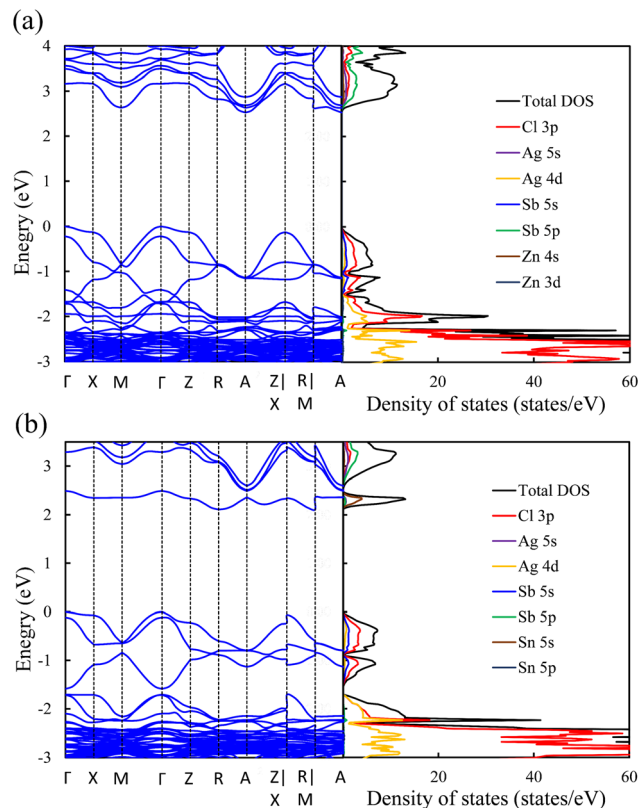 (a)
4
3
2
1
0
-1
-2
-3
Enegry (eV)
Γ X M Γ Z R A Z| R| A
X M
20 40 60
Density of states (states/eV)
Total DOS
Cl 3p
Ag 5s
Ag 4d
Sb 5s
Sb 5p
Zn 4s
Zn 3d
(b)
3
2
1
0
-1
-2
-3
Enegry (eV)
Γ X M Γ Z R A Z| R| A
X M
20 40 60
Density of states (states/eV)
Total DOS
Cl 3p
Ag 5s
Ag 4d
Sb 5s
Sb 5p
Sn 5s
Sn 5p